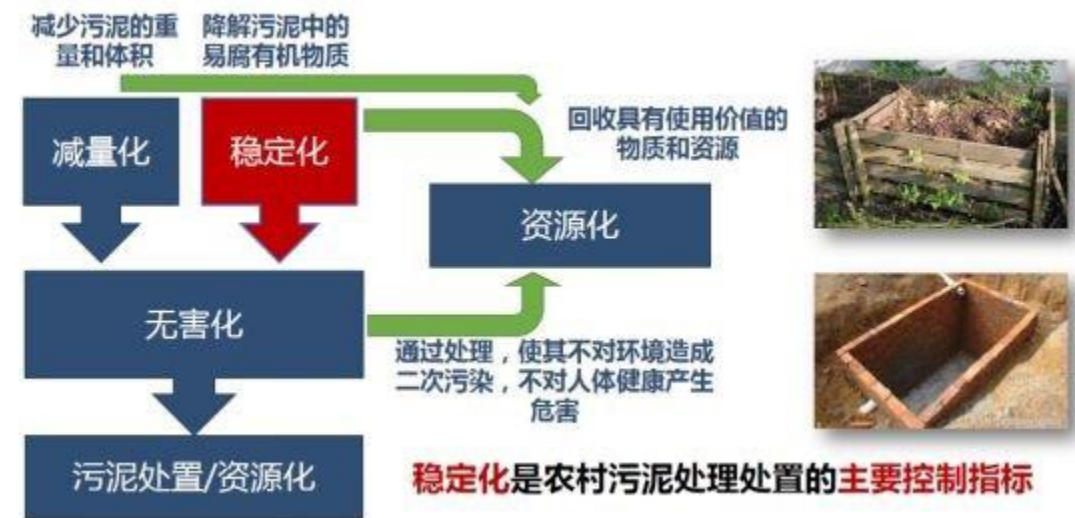 减少污泥的重
量和体积
降解污泥中的
易腐有机物质
减量化
稳定化
回收具有使用价值的
物质和资源
资源化
无害化
通过处理，使其不对环境造成
二次污染，不对人体健康产生
危害
污泥处置/资源化
稳定化是农村污泥处理处置的主要控制指标